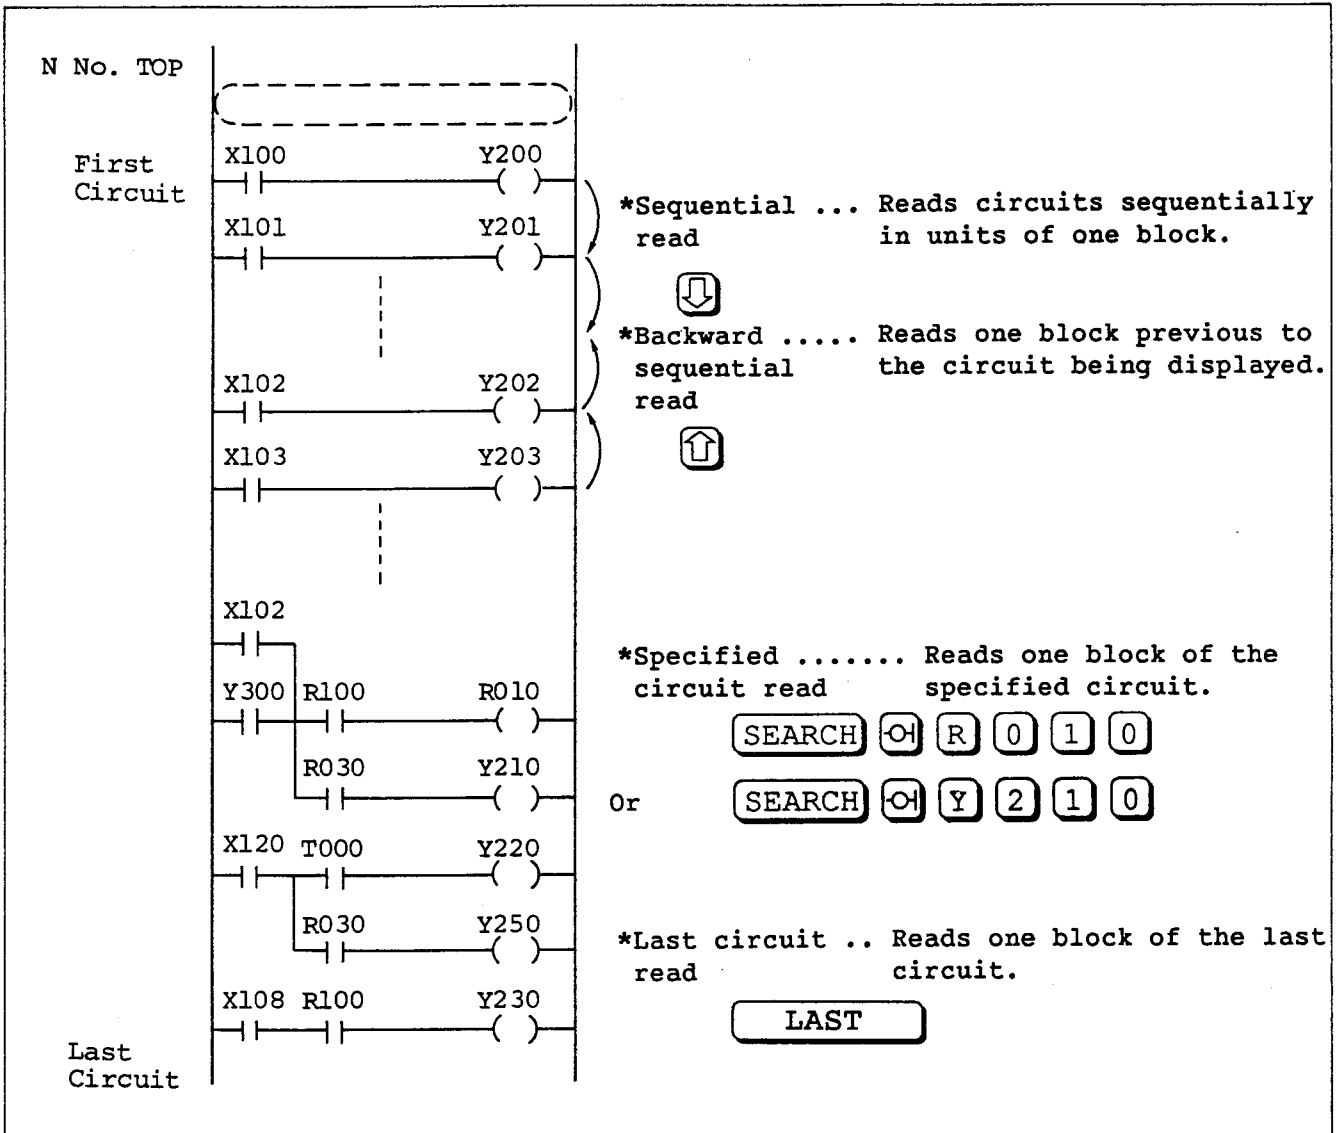 N No. TOP
First
Circuit
X100 Y200
*Sequential ... Reads circuits sequentially
read in units of one block.
X101 Y201
*Backward ..... Reads one block previous to
sequential the circuit being displayed.
read
X102 Y202
X103 Y203
X102
*Specified ....... Reads one block of the
circuit read specified circuit.
Y300 R100 R010
SEARCH R 0 1 0
R030 Y210
Or SEARCH Y 2 1 0
X120 T000 Y220
R030 Y250
*Last circuit .. Reads one block of the last
read circuit.
X108 R100 Y230
LAST
Last
Circuit